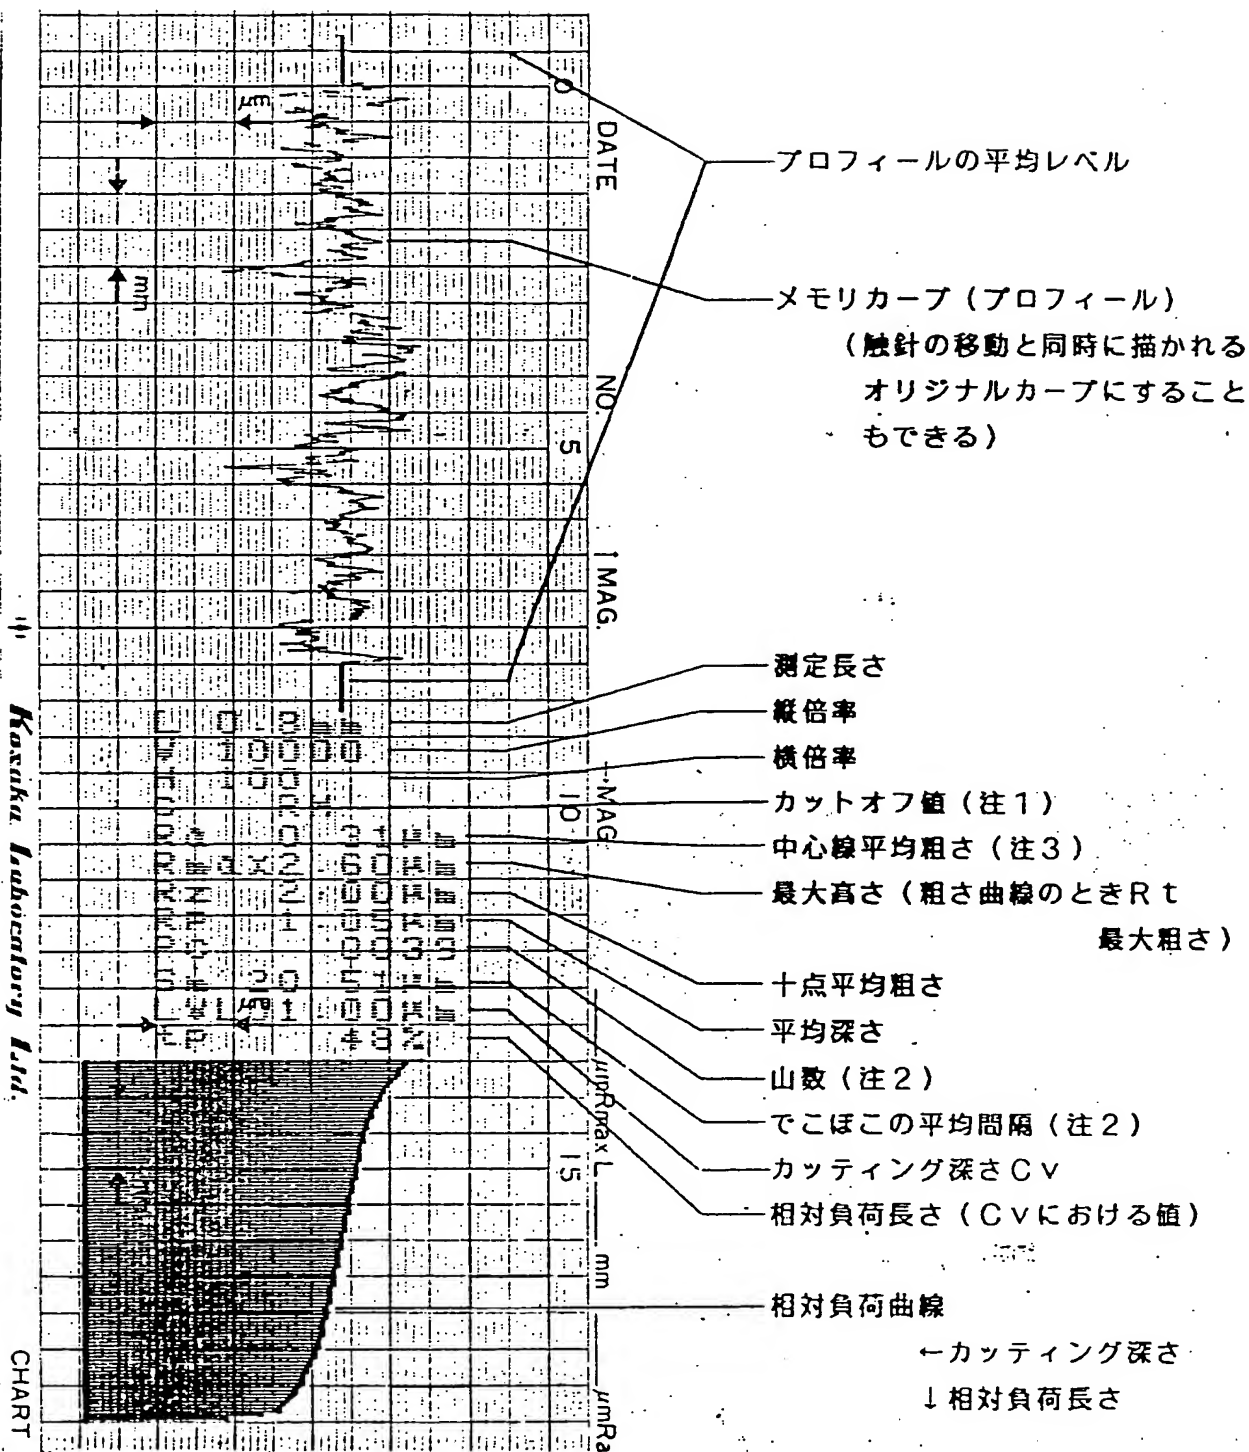 プロフィールの平均レベル
メモリカーブ（プロフィール）
（触針の移動と同時に描かれる
オリジナルカーブにすること
もできる）
測定長さ
縦倍率
横倍率
カットオフ値（注１）
中心線平均粗さ（注３）
最大高さ（粗さ曲線のときＲｔ
最大粗さ）
十点平均粗さ
平均深さ
山数（注２）
でこぼこの平均間隔（注２）
カッティング深さＣｖ
相対負荷長さ（Ｃｖにおける値）
相対負荷曲線
←カッティング深さ
↓相対負荷長さ
DATE
NO.
↑MAG.
→MAG
μmRmax L mm μmRa
0
5
10
15
μm
mm
0.8mm
10000
μm
Kosaka Laboratory Ltd.
CHART